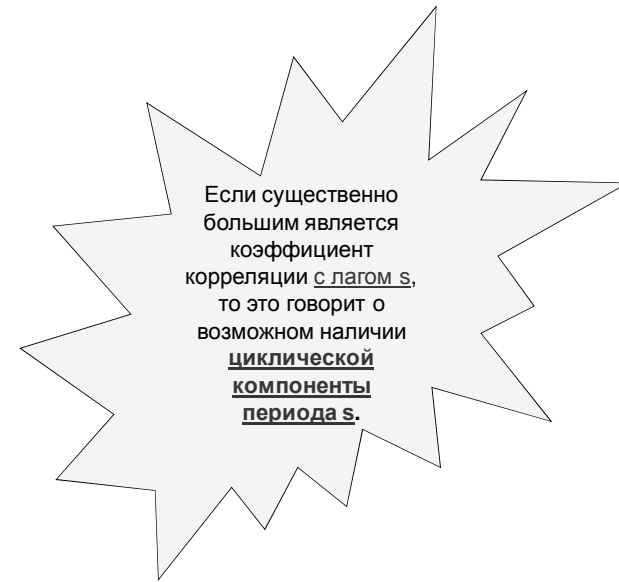 Если существенно
большим является
коэффициент
корреляции с лагом s,
то это говорит о
возможном наличии
циклической
компоненты
периода s.